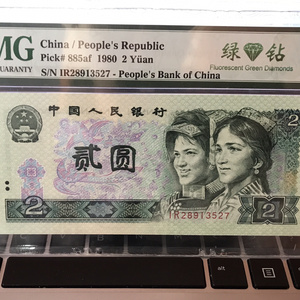 MG
GUARANTY
China / People's Republic
Pick# 885af 1980 2 Yüan
S/N IR28913527 - People's Bank of China
绿 钻
Fluorescent Green Diamonds
中国人民银行
贰圆
2
2
IR28913527